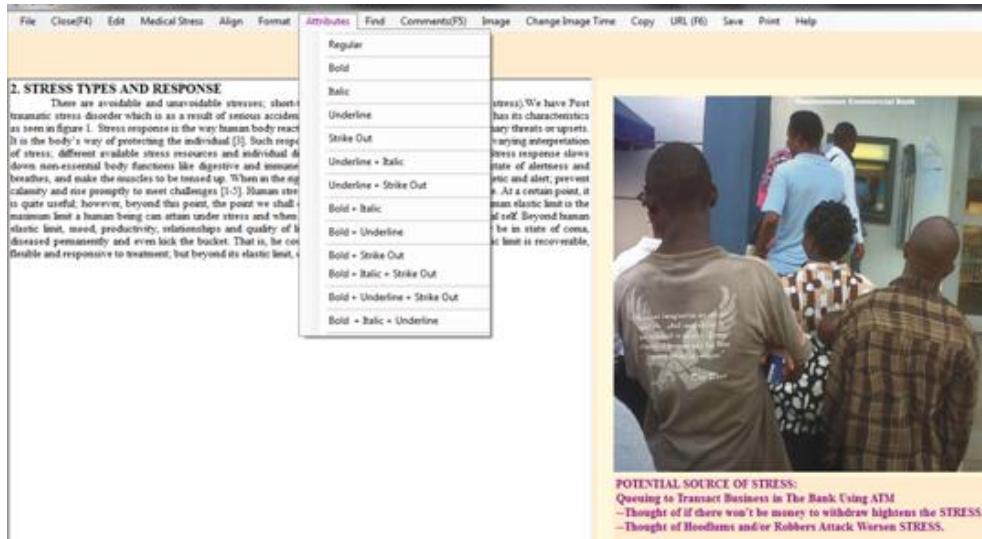 File Close(F4) Edit Medical Stress Align Format Attributes Find Comments(F5) Image Change Image Time Copy URL (F6) Save Print Help
Regular
Bold
Italic
Underline
Strike Out
Underline + Italic
Underline + Strike Out
Bold + Italic
Bold + Underline
Bold + Strike Out
Bold + Italic + Strike Out
Bold + Underline + Strike Out
Bold + Italic + Underline
2. STRESS TYPES AND RESPONSE
There are avoidable and unavoidable stresses; short- stress).We have Post
traumatic stress disorder which is as a result of serious acciden has its characteristics
as seen in figure 1. Stress response is the way human body react ary threats or upsets.
It is the body's way of protecting the individual [3]. Such respo varying interpretation
of stress; different available stress resources and individual di stress response slaws
down non-essential body functions like digestive and immune state of alertness and
breathes, and make the muscles to be tensed up. When in the eg etic and alert; prevent
calamity and rise promptly to meet challenges [1-5]. Human stre e. At a certain point, it
is quite useful; however, beyond this point, the point we shall man elastic limit is the
maximum limit a human being can attain under stress and when al self. Beyond human
elastic limit, mood, productivity, relationships and quality of li be in state of coma,
diseased permanently and even kick the bucket. That is, he cou ic limit is recoverable,
flexible and responsive to treatment; but beyond its elastic limit,
Commercial Bank
POTENTIAL SOURCE OF STRESS:
Queuing to Transact Business in The Bank Using ATM
--Thought of if there won't be money to withdraw hightens the STRESS
--Thought of Hoodlums and/or Robbers Attack Worsen STRESS.